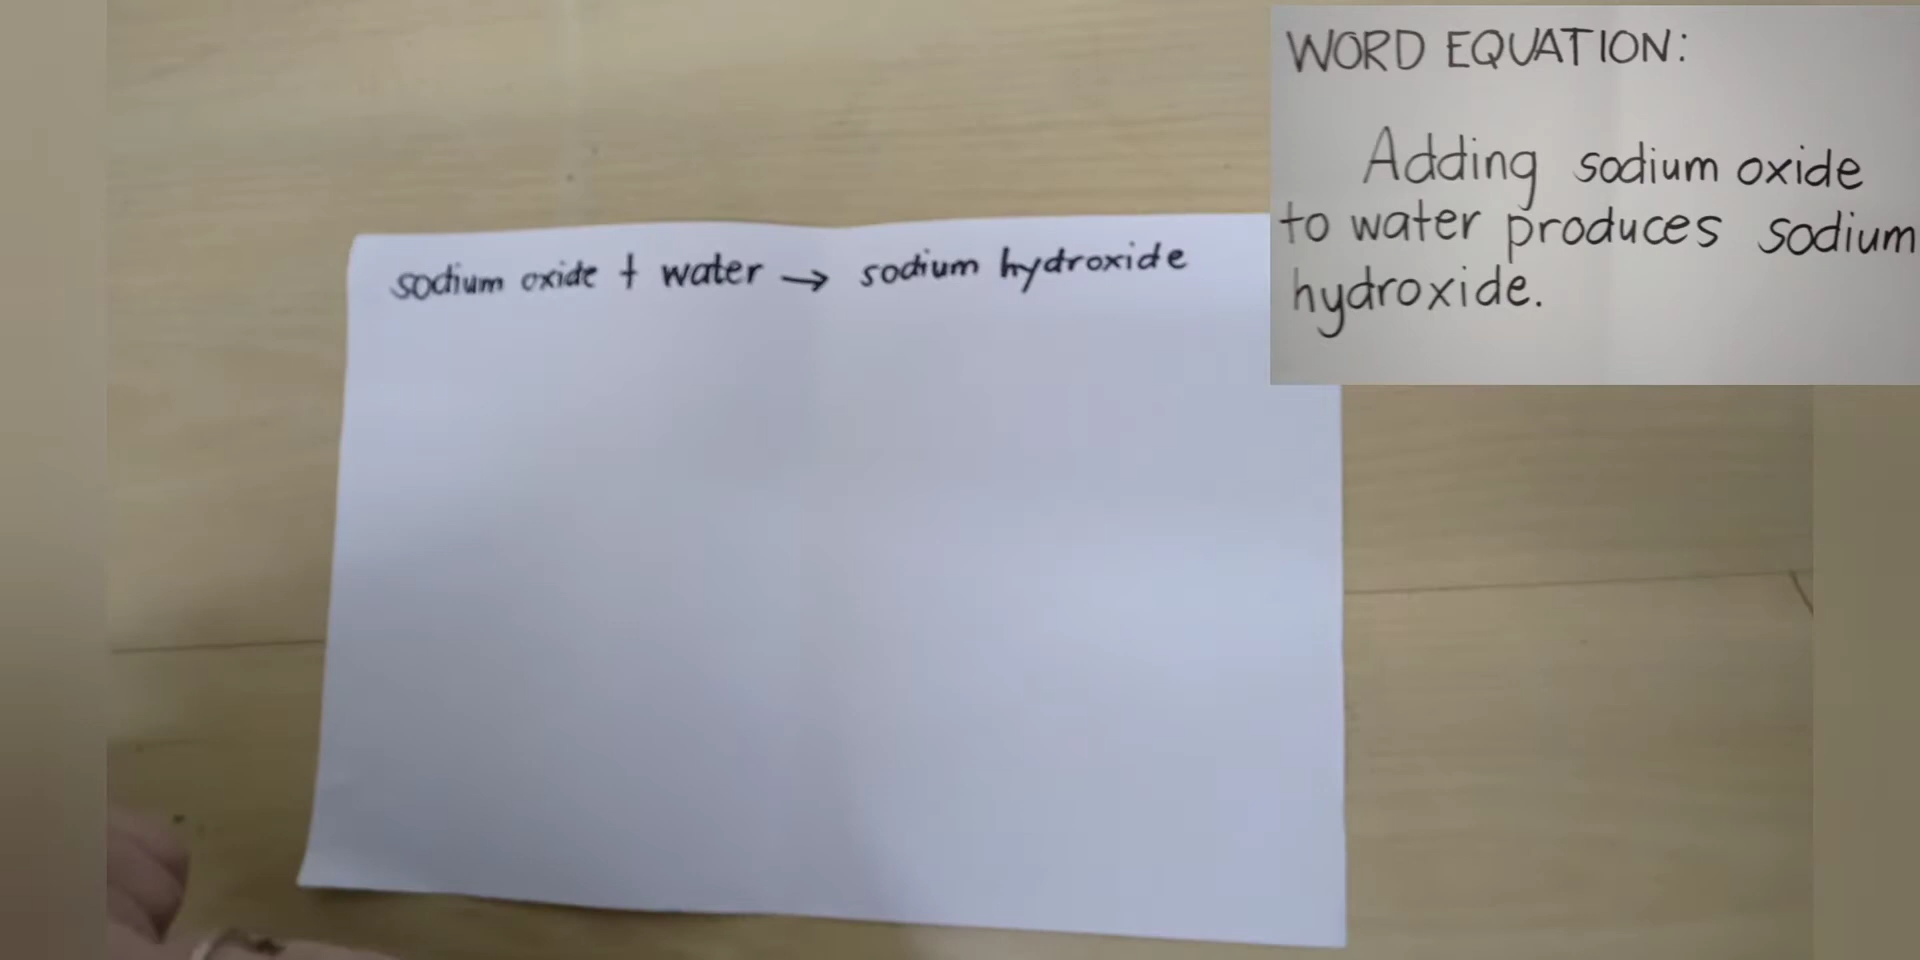 sodium oxide + water → sodium hydroxide
WORD EQUATION:
Adding sodium oxide
to water produces sodium
hydroxide.